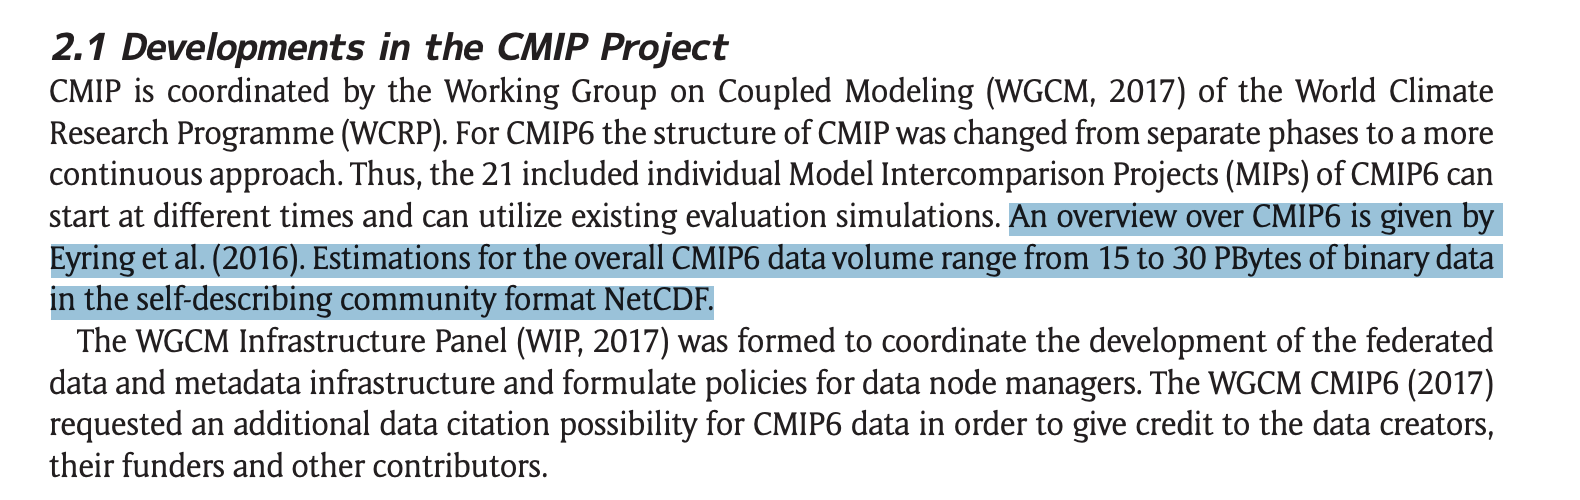 2.1 Developments in the CMIP Project
CMIP is coordinated by the Working Group on Coupled Modeling (WGCM, 2017) of the World Climate
Research Programme (WCRP). For CMIP6 the structure of CMIP was changed from separate phases to a more
continuous approach. Thus, the 21 included individual Model Intercomparison Projects (MIPs) of CMIP6 can
start at different times and can utilize existing evaluation simulations. An overview over CMIP6 is given by
Eyring et al. (2016). Estimations for the overall CMIP6 data volume range from 15 to 30 PBytes of binary data
in the self-describing community format NetCDF.
The WGCM Infrastructure Panel (WIP, 2017) was formed to coordinate the development of the federated
data and metadata infrastructure and formulate policies for data node managers. The WGCM CMIP6 (2017)
requested an additional data citation possibility for CMIP6 data in order to give credit to the data creators,
their funders and other contributors.